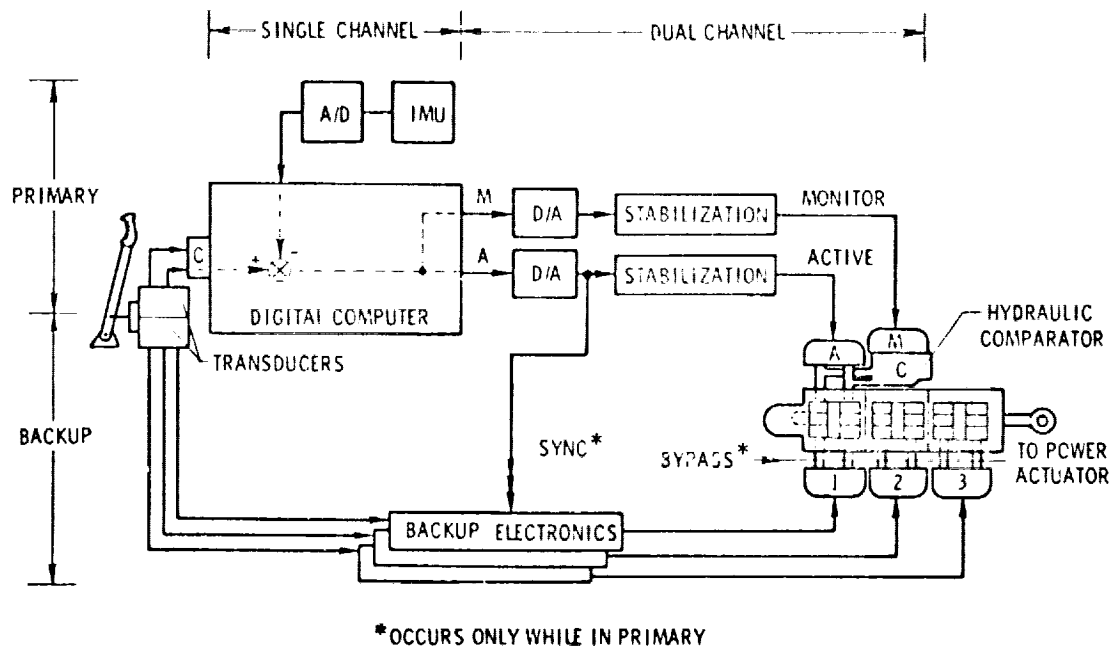 SINGLE CHANNEL
DUAL CHANNEL
A/D
IMU
PRIMARY
M
D/A
STABILIZATION
MONITOR
C
+
-
A
D/A
STABILIZATION
ACTIVE
DIGITAL COMPUTER
HYDRAULIC
COMPARATOR
TRANSDUCERS
A
M
C
BACKUP
SYNC*
BYPASS*
TO POWER
ACTUATOR
1
2
3
BACKUP ELECTRONICS
*OCCURS ONLY WHILE IN PRIMARY